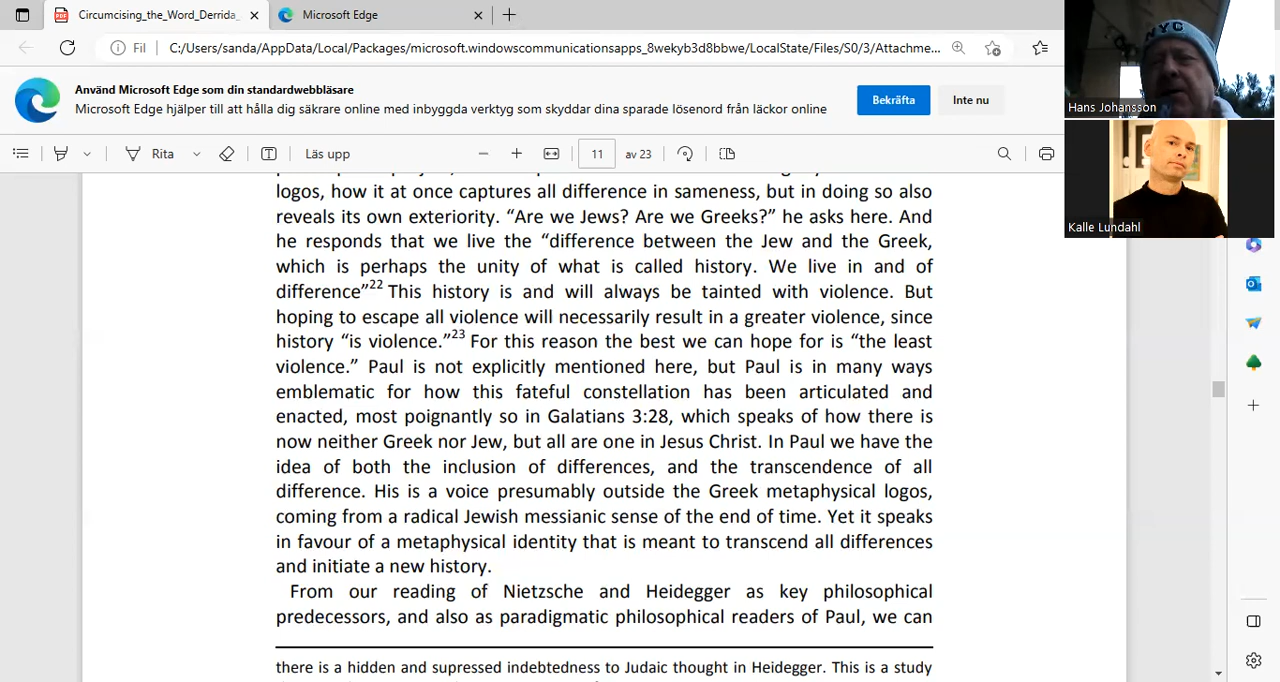 Circumcising_the_Word_Derrida_
Microsoft Edge
Fil
C:/Users/sanda/AppData/Local/Packages/microsoft.windowscommunicationsapps_8wekyb3d8bbwe/LocalState/Files/S0/3/Attachme...
Använd Microsoft Edge som din standardwebbläsare
Microsoft Edge hjälper till att hålla dig säkrare online med inbyggda verktyg som skyddar dina sparade lösenord från läckor online
Bekräfta
Inte nu
Rita
Läs upp
11
av 23
logos, how it at once captures all difference in sameness, but in doing so also
reveals its own exteriority. “Are we Jews? Are we Greeks?” he asks here. And
he responds that we live the “difference between the Jew and the Greek,
which is perhaps the unity of what is called history. We live in and of
difference”22 This history is and will always be tainted with violence. But
hoping to escape all violence will necessarily result in a greater violence, since
history “is violence.”23 For this reason the best we can hope for is “the least
violence.” Paul is not explicitly mentioned here, but Paul is in many ways
emblematic for how this fateful constellation has been articulated and
enacted, most poignantly so in Galatians 3:28, which speaks of how there is
now neither Greek nor Jew, but all are one in Jesus Christ. In Paul we have the
idea of both the inclusion of differences, and the transcendence of all
difference. His is a voice presumably outside the Greek metaphysical logos,
coming from a radical Jewish messianic sense of the end of time. Yet it speaks
in favour of a metaphysical identity that is meant to transcend all differences
and initiate a new history.
From our reading of Nietzsche and Heidegger as key philosophical
predecessors, and also as paradigmatic philosophical readers of Paul, we can
there is a hidden and supressed indebtedness to Judaic thought in Heidegger. This is a study
NYC
Hans Johansson
Kalle Lundahl